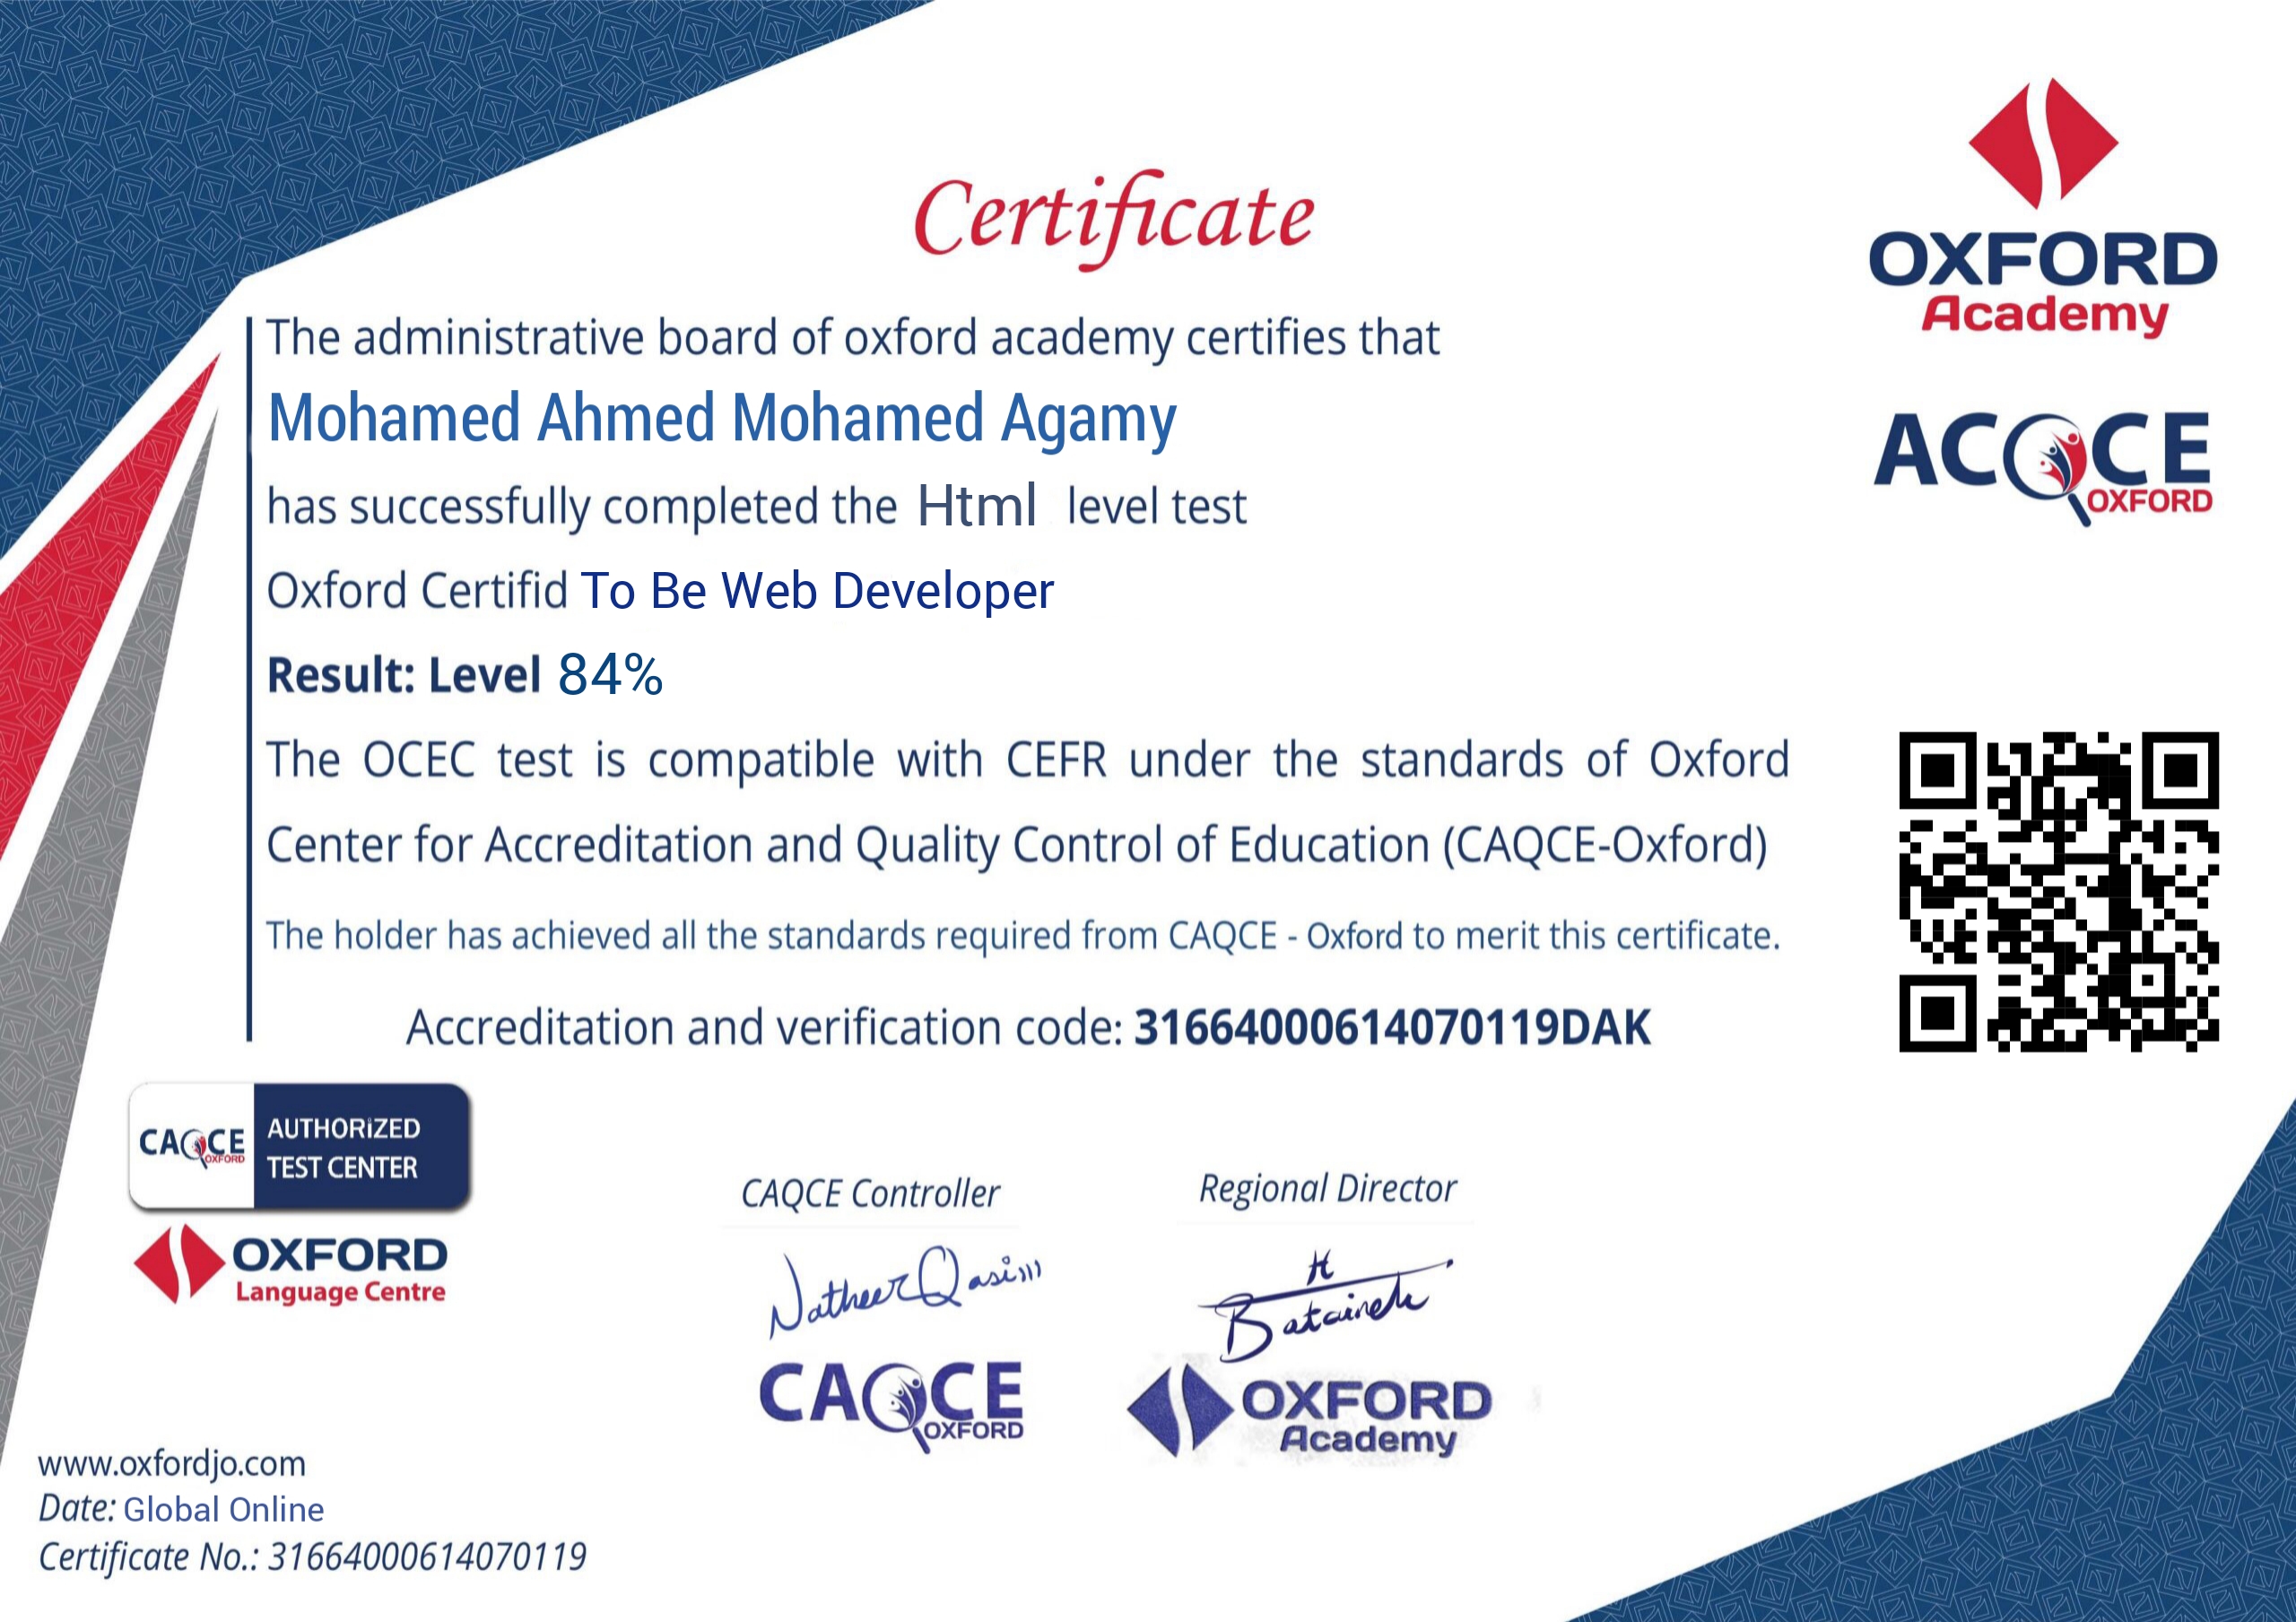 Certificate
OXFORD
Academy
The administrative board of oxford academy certifies that
Mohamed Ahmed Mohamed Agamy
ACQCE
OXFORD
has successfully completed the Html level test
Oxford Certifid To Be Web Developer
Result: Level 84%
The OCEC test is compatible with CEFR under the standards of Oxford
Center for Accreditation and Quality Control of Education (CAQCE-Oxford)
The holder has achieved all the standards required from CAQCE - Oxford to merit this certificate.
Accreditation and verification code: 31664000614070119DAK
CAQCE
OXFORD
AUTHORİZED
TEST CENTER
OXFORD
Language Centre
CAQCE Controller
Natheer Qasim
CAQCE
OXFORD
Regional Director
H
Bataineh
OXFORD
Academy
www.oxfordjo.com
Date: Global Online
Certificate No.: 31664000614070119